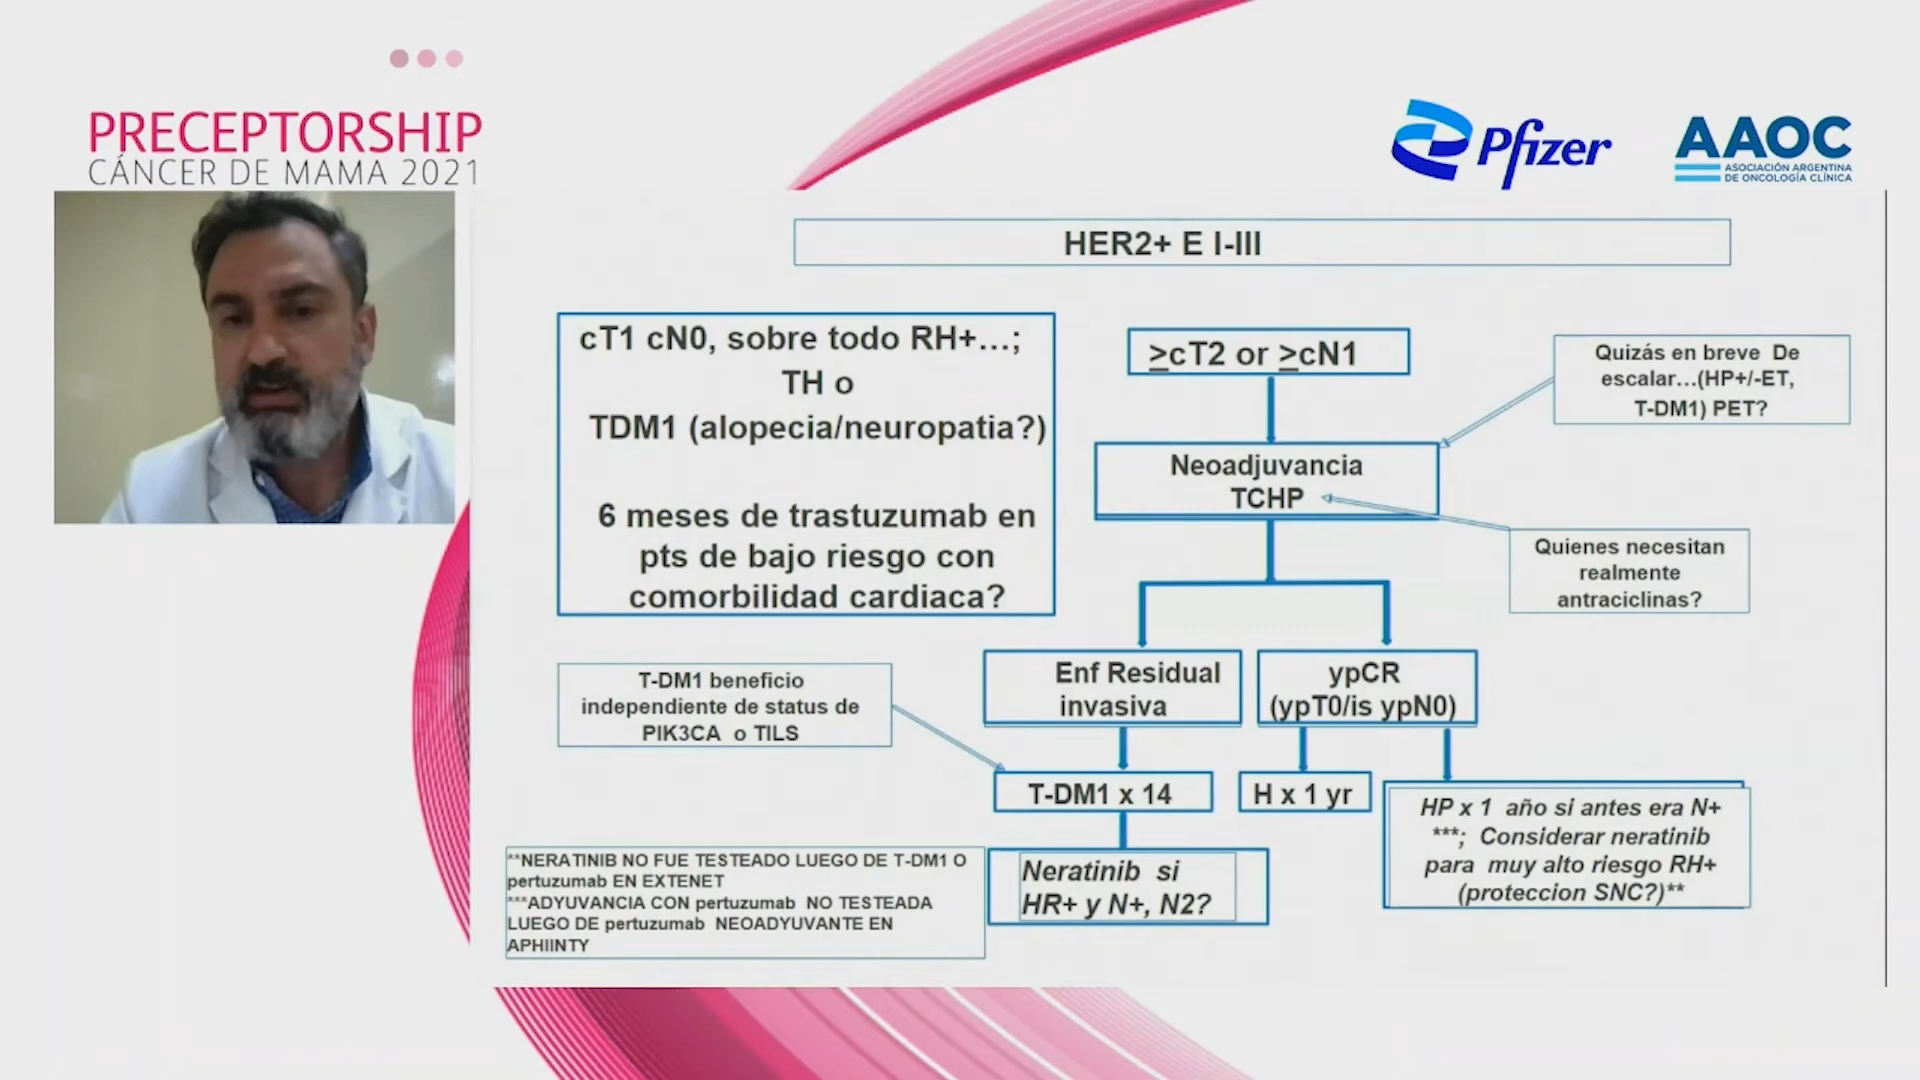 PRECEPTORSHIP
CÁNCER DE MAMA 2021
Pfizer
AAOC
ASOCIACIÓN ARGENTINA
DE ONCOLOGÍA CLÍNICA
HER2+ E I-III
cT1 cN0, sobre todo RH+...;
TH o
TDM1 (alopecia/neuropatia?)
6 meses de trastuzumab en
pts de bajo riesgo con
comorbilidad cardiaca?
>cT2 or >cN1
Quizás en breve De
escalar...(HP+/-ET,
T-DM1) PET?
Neoadjuvancia
TCHP
Quienes necesitan
realmente
antraciclinas?
Enf Residual
invasiva
ypCR
(ypT0/is ypN0)
T-DM1 beneficio
independiente de status de
PIK3CA o TILS
T-DM1 x 14
H x 1 yr
HP x 1 año si antes era N+
***; Considerar neratinib
para muy alto riesgo RH+
(proteccion SNC?)**
Neratinib si
HR+ y N+, N2?
**NERATINIB NO FUE TESTEADO LUEGO DE T-DM1 O
pertuzumab EN EXTENET
***ADYUVANCIA CON pertuzumab NO TESTEADA
LUEGO DE pertuzumab NEOADYUVANTE EN
APHIINTY